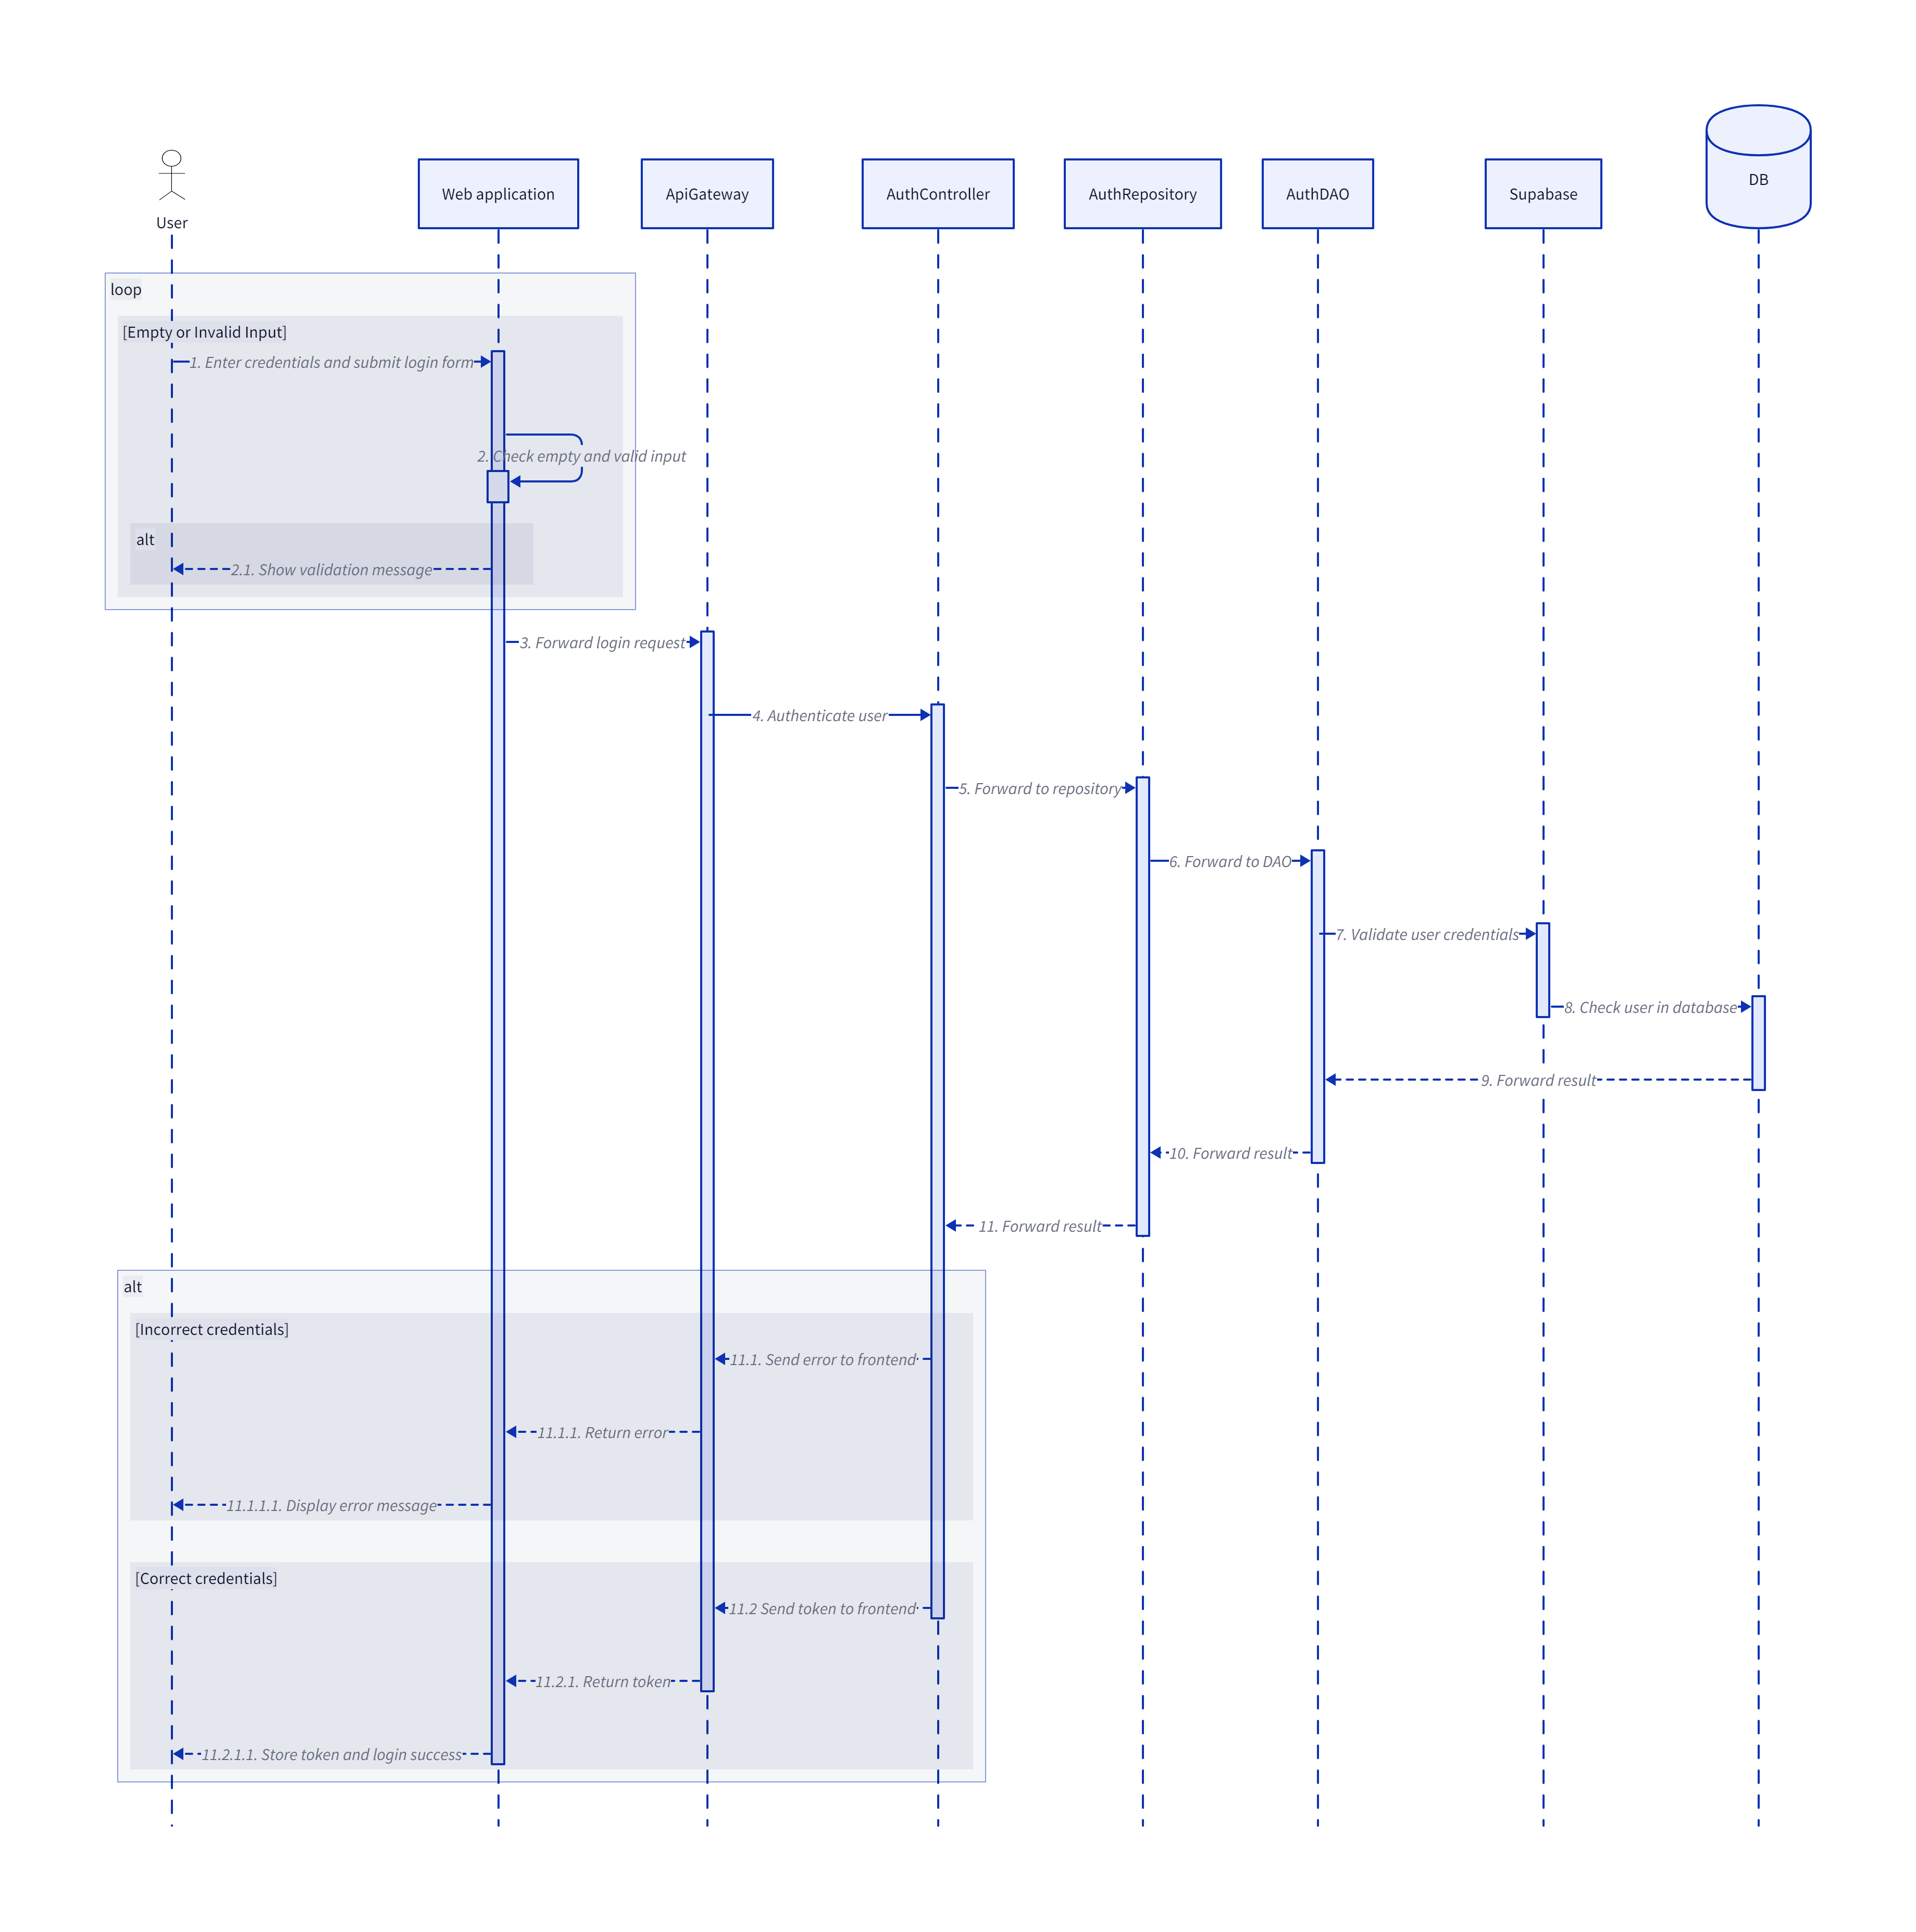 User
Web application
ApiGateway
AuthController
AuthRepository
AuthDAO
Supabase
DB
loop
[Empty or Invalid Input]
1. Enter credentials and submit login form
2. Check empty and valid input
alt
2.1. Show validation message
3. Forward login request
4. Authenticate user
5. Forward to repository
6. Forward to DAO
7. Validate user credentials
8. Check user in database
9. Forward result
10. Forward result
11. Forward result
alt
[Incorrect credentials]
11.1. Send error to frontend
11.1.1. Return error
11.1.1.1. Display error message
[Correct credentials]
11.2 Send token to frontend
11.2.1. Return token
11.2.1.1. Store token and login success